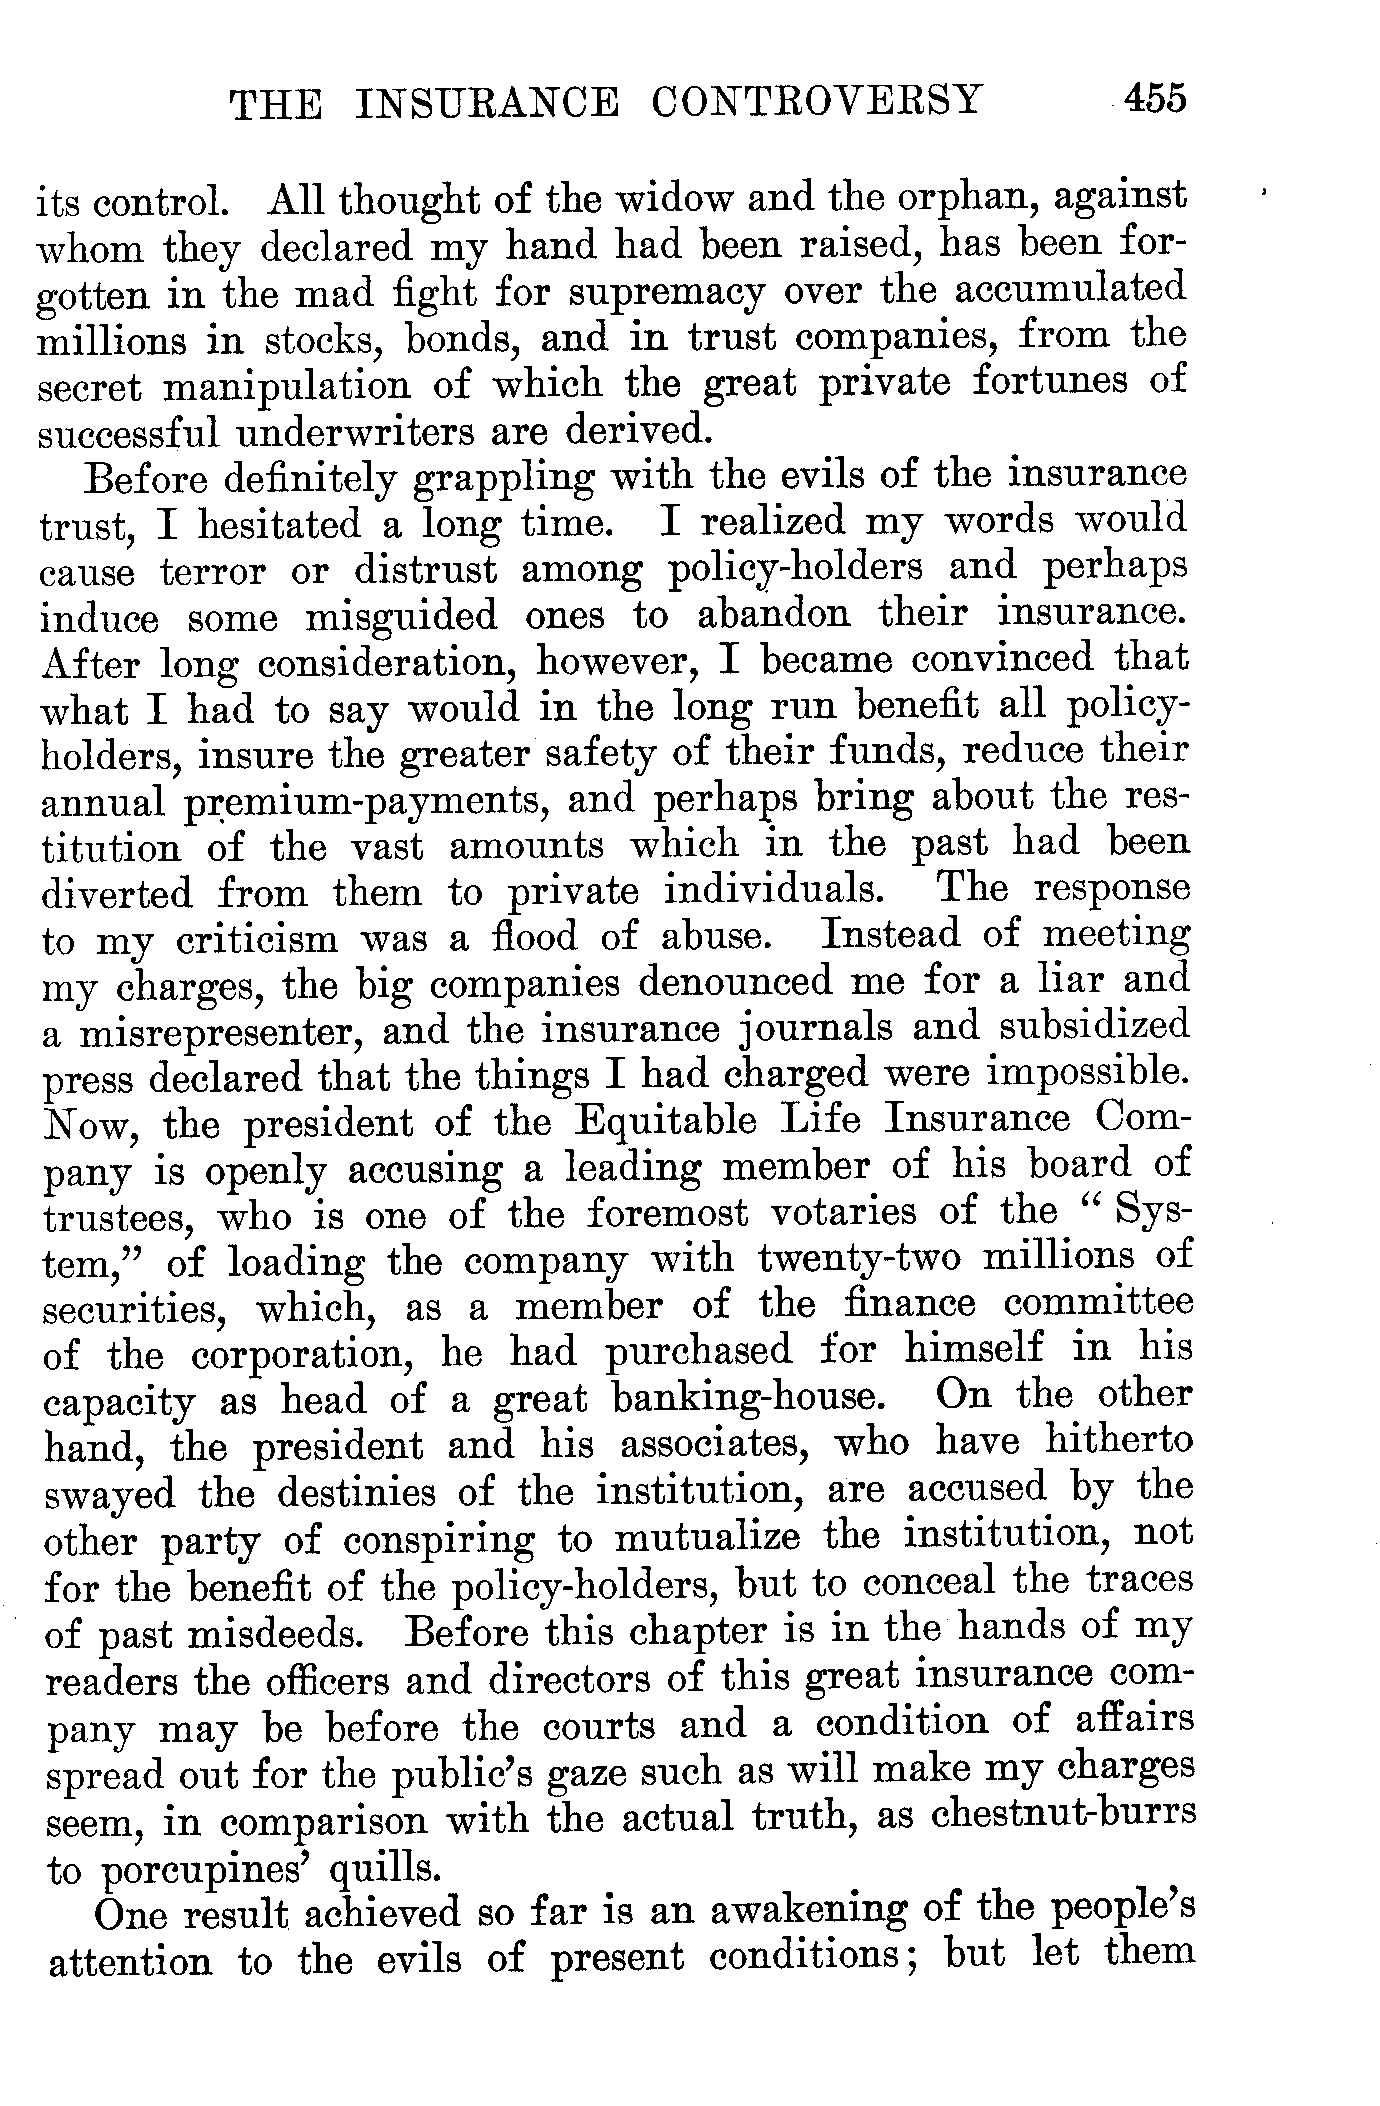 THE INSURANCE CONTROVERSY 455
its control. All thought of the widow and the orphan, against
whom they declared my hand had been raised, has been for-
gotten in the mad fight for supremacy over the accumulated
millions in stocks, bonds, and in trust companies, from the
secret manipulation of which the great private fortunes of
successful underwriters are derived.
Before definitely grappling with the evils of the insurance
trust, I hesitated a long time. I realized my words would
cause terror or distrust among policy-holders and perhaps
induce some misguided ones to abandon their insurance.
After long consideration, however, I became convinced that
what I had to say would in the long run benefit all policy-
holders, insure the greater safety of their funds, reduce their
annual premium-payments, and perhaps bring about the res-
titution of the vast amounts which in the past had been
diverted from them to private individuals. The response
to my criticism was a flood of abuse. Instead of meeting
my charges, the big companies denounced me for a liar and
a misrepresenter, and the insurance journals and subsidized
press declared that the things I had charged were impossible.
Now, the president of the Equitable Life Insurance Com-
pany is openly accusing a leading member of his board of
trustees, who is one of the foremost votaries of the “ Sys-
tem,” of loading the company with twenty-two millions of
securities, which, as a member of the finance committee
of the corporation, he had purchased for himself in his
capacity as head of a great banking-house. On the other
hand, the president and his associates, who have hitherto
swayed the destinies of the institution, are accused by the
other party of conspiring to mutualize the institution, not
for the benefit of the policy-holders, but to conceal the traces
of past misdeeds. Before this chapter is in the hands of my
readers the officers and directors of this great insurance com-
pany may be before the courts and a condition of affairs
spread out for the public’s gaze such as will make my charges
seem, in comparison with the actual truth, as chestnut-burrs
to porcupines’ quills.
One result achieved so far is an awakening of the people’s
attention to the evils of present conditions; but let them